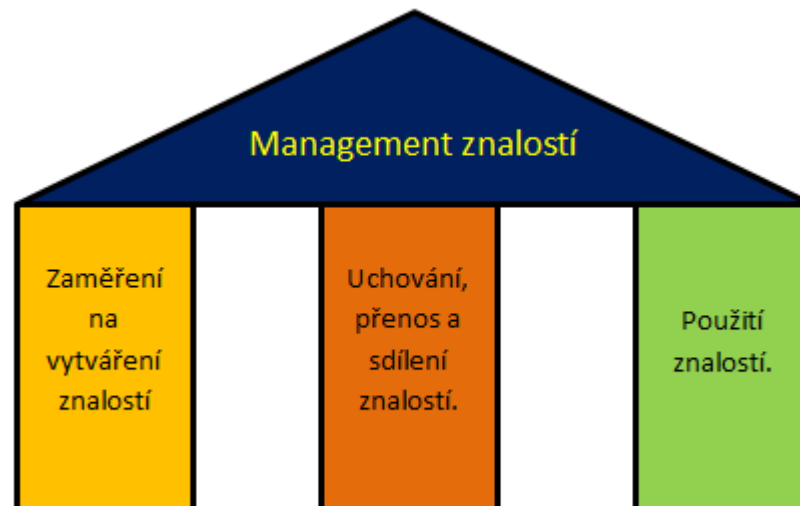 Management znalostí
Zaměření
na
vytváření
znalostí
Uchování,
přenos a
sdílení
znalostí.
Použití
znalostí.